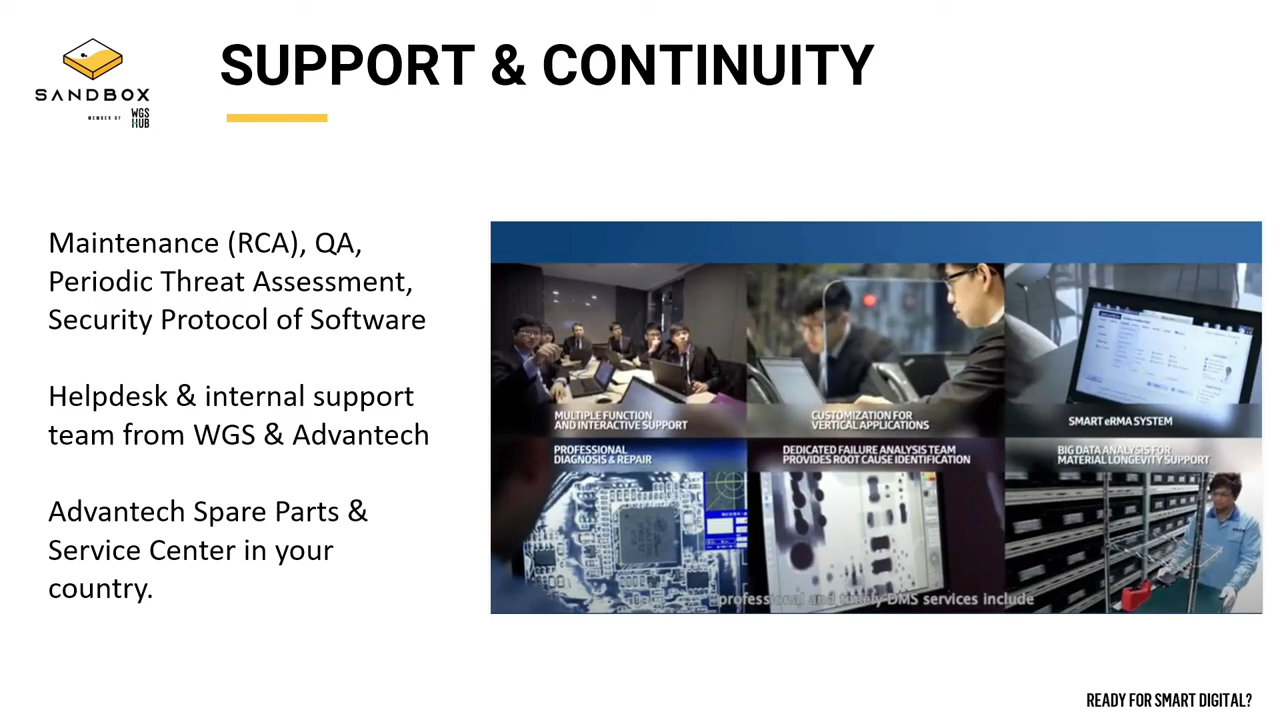 SANDBOX
MEMBER OF WGS HUB
SUPPORT & CONTINUITY
Maintenance (RCA), QA,
Periodic Threat Assessment,
Security Protocol of Software
Helpdesk & internal support
team from WGS & Advantech
Advantech Spare Parts &
Service Center in your
country.
MULTIPLE FUNCTION
AND INTERACTIVE SUPPORT
CUSTOMIZATION FOR
VERTICAL APPLICATIONS
SMART eRMA SYSTEM
PROFESSIONAL
DIAGNOSIS & REPAIR
DEDICATED FAILURE ANALYSIS TEAM
PROVIDES ROOT CAUSE IDENTIFICATION
BIG DATA ANALYSIS FOR
MATERIAL LONGEVITY SUPPORT
professional and timely DMS services include
READY FOR SMART DIGITAL?